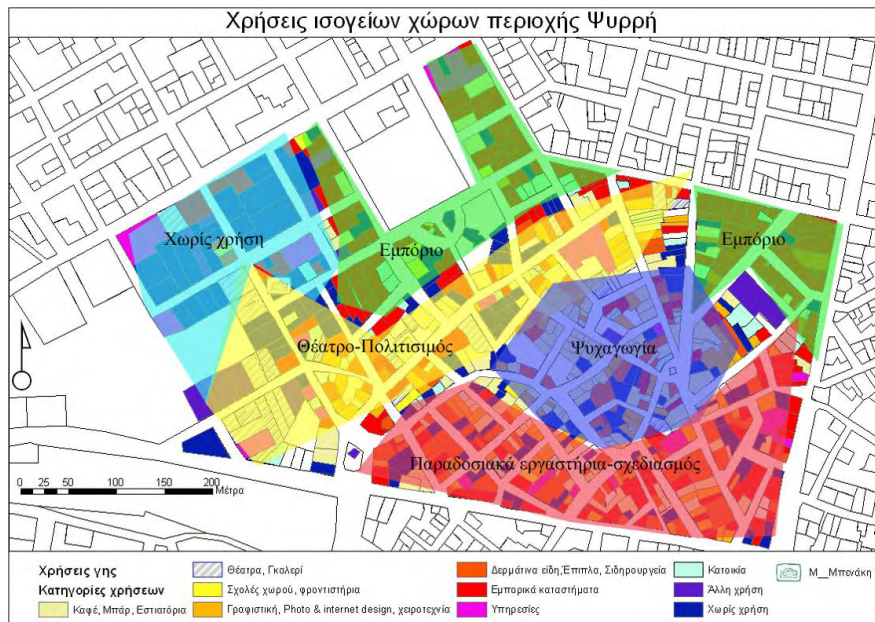 Χρήσεις ισογείων χώρων περιοχής Ψυρρή
Χωρίς χρήση
Εμπόριο
Εμπόριο
Θέατρο-Πολιτισιμός
Ψυχαγωγία
Παραδοσιακά εργαστήρια-σχεδιασμός
0 25 50 100 150 200
Μέτρα
Χρήσεις γης
Κατηγορίες χρήσεων
Καφέ, Μπάρ, Εστιατόρια
Θέατρα, Γκαλερί
Σχολές χωρού, φροντιστήρια
Γραφιστική, Photo & internet design, χειροτεχνία
Δερμάτινα είδη,Έπιπλα, Σιδηρουργεία
Εμπορικά καταστήματα
Υπηρεσίες
Κατοικία
Άλλη χρήση
Χωρίς χρήση
Μ__Μπενάκη